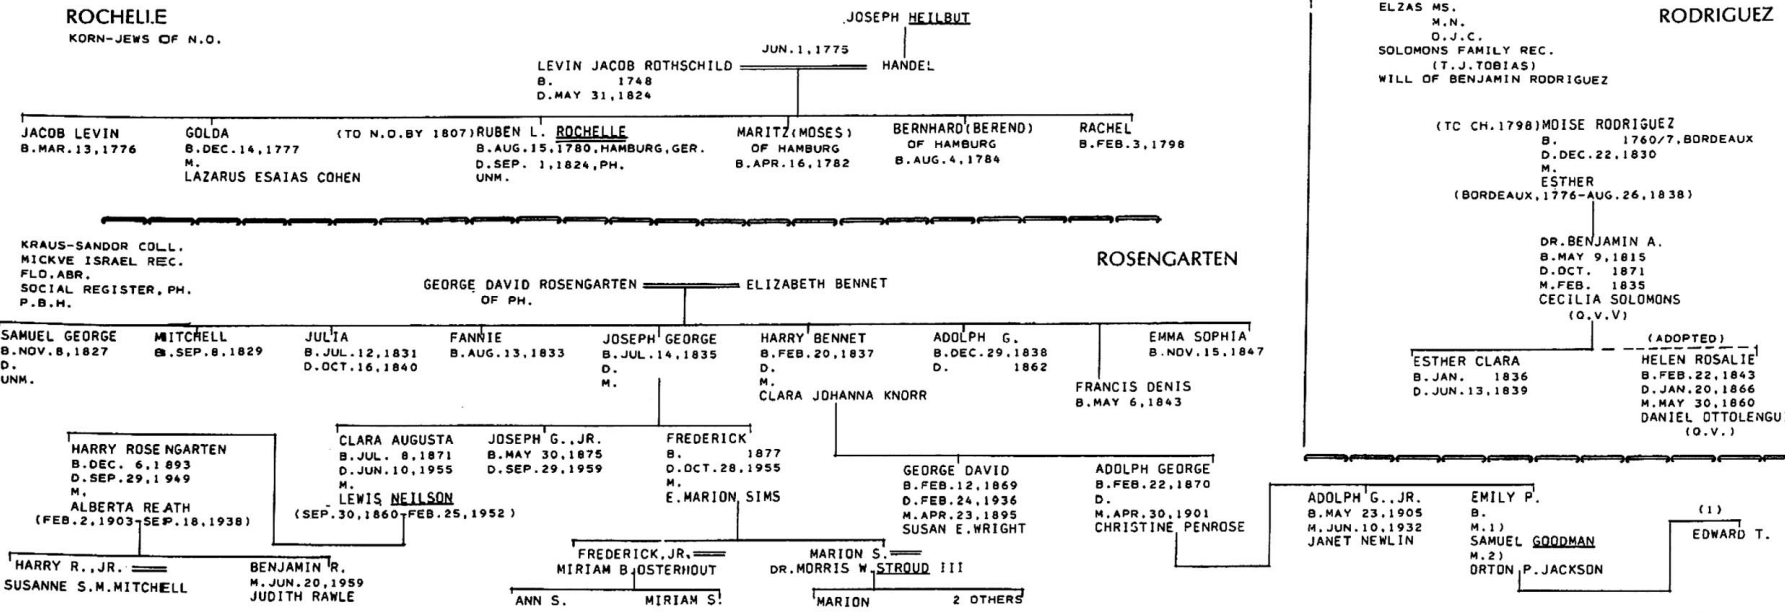 ROCHELLE
KORN-JEWS OF N.O.
JOSEPH HEILBUT
JUN.1,1775
LEVIN JACOB ROTHSCHILD
HANDEL
B. 1748
D.MAY 31,1824
JACOB LEVIN
B.MAR.13,1776
GOLDA
B.DEC.14,1777
M.
LAZARUS ESAIAS COHEN
(TO N.O.BY 1807)RUBEN L. ROCHELLE
B.AUG.15,1780,HAMBURG,GER.
D.SEP. 1,1824,PH.
UNM.
MARITZ(MOSES)
OF HAMBURG
B.APR.16,1782
BERNHARD(BEREND)
OF HAMBURG
B.AUG.4,1784
RACHEL
B.FEB.3,1798
KRAUS-SANDOR COLL.
MICKVE ISRAEL REC.
FLO.ABR.
SOCIAL REGISTER,PH.
P.B.H.
ROSENGARTEN
GEORGE DAVID ROSENGARTEN
OF PH.
ELIZABETH BENNET
SAMUEL GEORGE
B.NOV.8,1827
D.
UNM.
MITCHELL
B.SEP.8,1829
JULIA
B.JUL.12,1831
D.OCT.16,1840
FANNIE
B.AUG.13,1833
JOSEPH GEORGE
B.JUL.14,1835
D.
M.
HARRY BENNET
B.FEB.20,1837
D.
M.
CLARA JOHANNA KNORR
ADOLPH G.
B.DEC.29,1838
D. 1862
FRANCIS DENIS
B.MAY 6,1843
EMMA SOPHIA
B.NOV.15,1847
HARRY ROSENGARTEN
B.DEC. 6,1893
D.SEP.29,1949
M,
ALBERTA REATH
(FEB.2,1903-SEP.18,1938)
CLARA AUGUSTA
B.JUL. 8,1871
D.JUN.10,1955
M.
LEWIS NEILSON
(SEP.30,1860-FEB.25,1952)
JOSEPH G.,JR.
B.MAY 30,1875
D.SEP.29,1959
FREDERICK
B. 1877
D.OCT.28,1955
M.
E.MARION SIMS
GEORGE DAVID
B.FEB.12,1869
D.FEB.24,1936
M.APR.23,1895
SUSAN E.WRIGHT
ADOLPH GEORGE
B.FEB.22,1870
D.
M.APR.30,1901
CHRISTINE PENROSE
HARRY R.,JR.
SUSANNE S.M.MITCHELL
BENJAMIN R.
M.JUN.20,1959
JUDITH RAWLE
FREDERICK,JR.
MIRIAM B.OSTERHOUT
MARION S.
DR.MORRIS W.STROUD III
ANN S.
MIRIAM S.
MARION
2 OTHERS
ADOLPH G.,JR.
B.MAY 23,1905
M.JUN.10,1932
JANET NEWLIN
EMILY P.
B.
M.1)
SAMUEL GOODMAN
M.2)
ORTON P.JACKSON
(1)
EDWARD T.
ELZAS MS.
M.N.
O.J.C.
SOLOMONS FAMILY REC.
(T.J.TOBIAS)
WILL OF BENJAMIN RODRIGUEZ
RODRIGUEZ
(TO CH.1798)MOISE RODRIGUEZ
B. 1760/7,BORDEAUX
D.DEC.22,1830
M.
ESTHER
(BORDEAUX,1776-AUG.26,1838)
DR.BENJAMIN A.
B.MAY 9,1815
D.OCT. 1871
M.FEB. 1835
CECILIA SOLOMONS
(Q.V.V)
ESTHER CLARA
B.JAN. 1836
D.JUN.13,1839
(ADOPTED)
HELEN ROSALIE
B.FEB.22,1843
D.JAN.20,1866
M.MAY 30,1860
DANIEL OTTOLENGUI
(Q.V.)